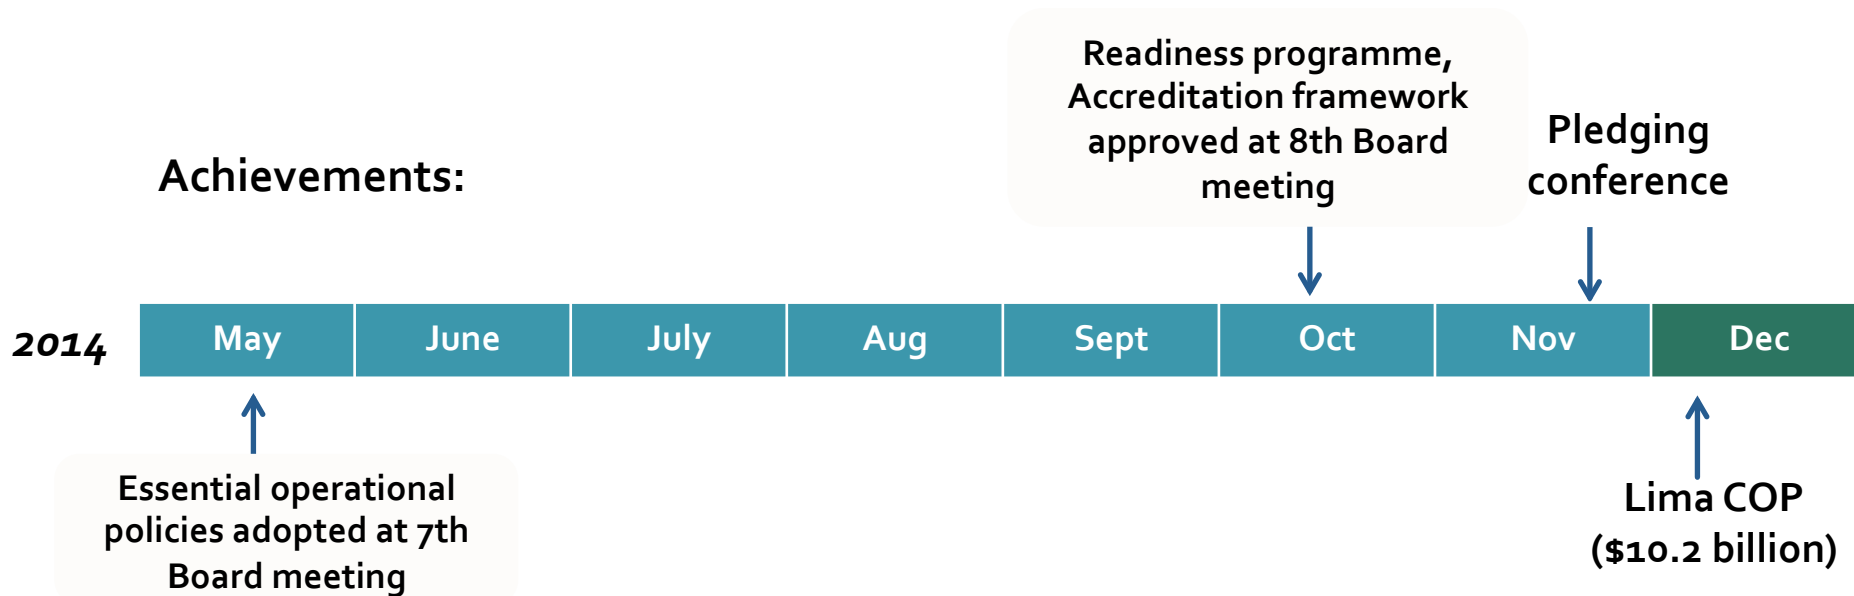 Readiness programme,
Accreditation framework
approved at 8th Board
meeting
Pledging
conference
Achievements:
2014
May
June
July
Aug
Sept
Oct
Nov
Dec
Essential operational
policies adopted at 7th
Board meeting
Lima COP
($10.2 billion)